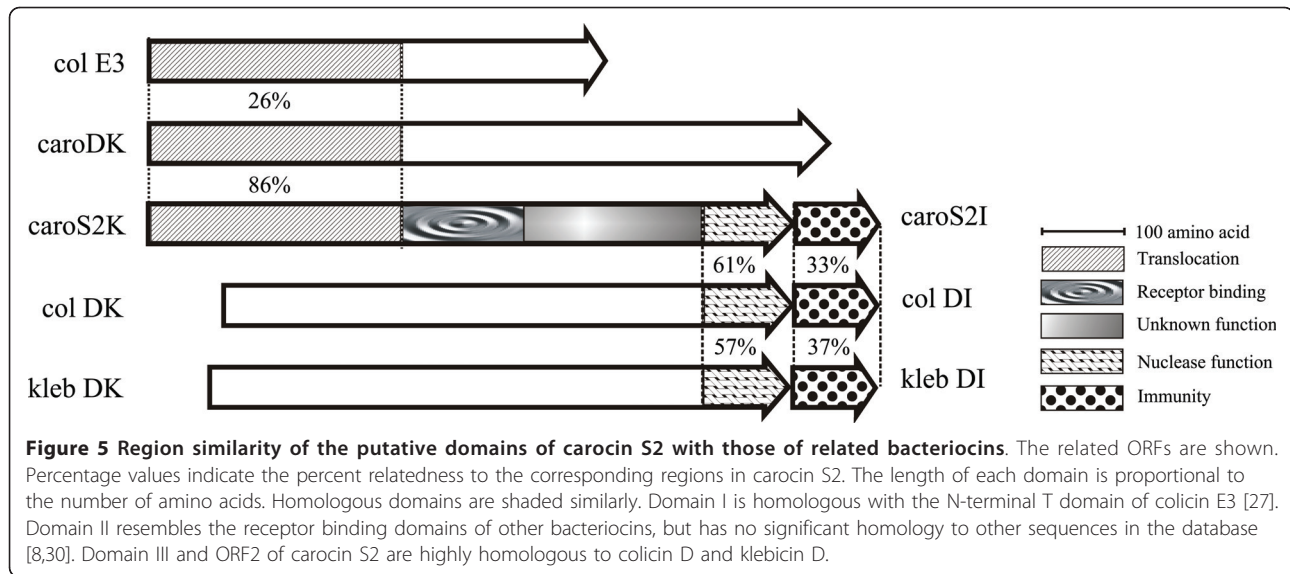 col E3
26%
caroDK
86%
caroS2K
caroS2I
61%
33%
col DK
col DI
57%
37%
kleb DK
kleb DI
100 amino acid
Translocation
Receptor binding
Unknown function
Nuclease function
Immunity
Figure 5 Region similarity of the putative domains of carocin S2 with those of related bacteriocins. The related ORFs are shown.
Percentage values indicate the percent relatedness to the corresponding regions in carocin S2. The length of each domain is proportional to
the number of amino acids. Homologous domains are shaded similarly. Domain I is homologous with the N-terminal T domain of colicin E3 [27].
Domain II resembles the receptor binding domains of other bacteriocins, but has no significant homology to other sequences in the database
[8,30]. Domain III and ORF2 of carocin S2 are highly homologous to colicin D and klebicin D.